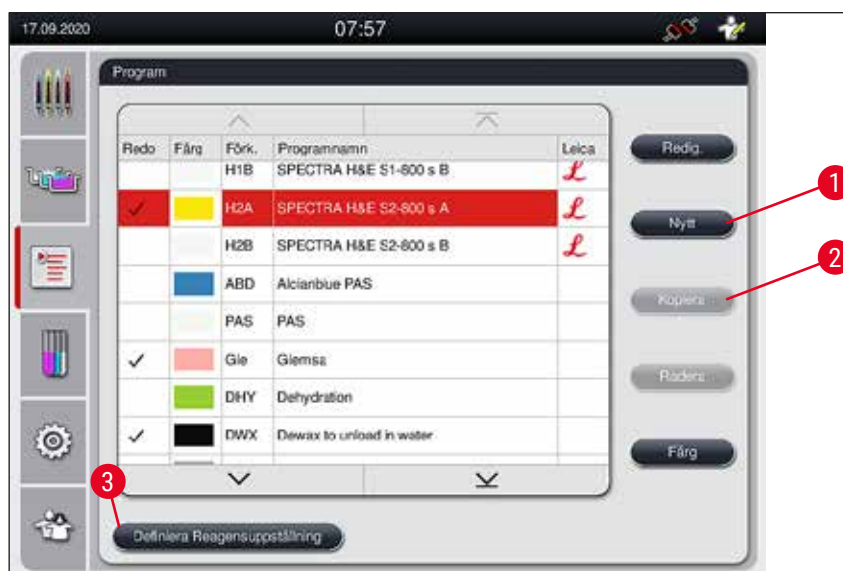 17.09.2020 07:57
Program
Redo Färg Förk. Programnamn Leica
H1B SPECTRA H&E S1-600 s B
H2A SPECTRA H&E S2-600 s A
H2B SPECTRA H&E S2-600 s B
ABD Alcianblue PAS
PAS PAS
Gie Giemsa
DHY Dehydration
DWX Dewax to unload in water
Redig.
Nytt
Kopiera
Radera
Färg
Definiera Reagensuppställning
1
2
3